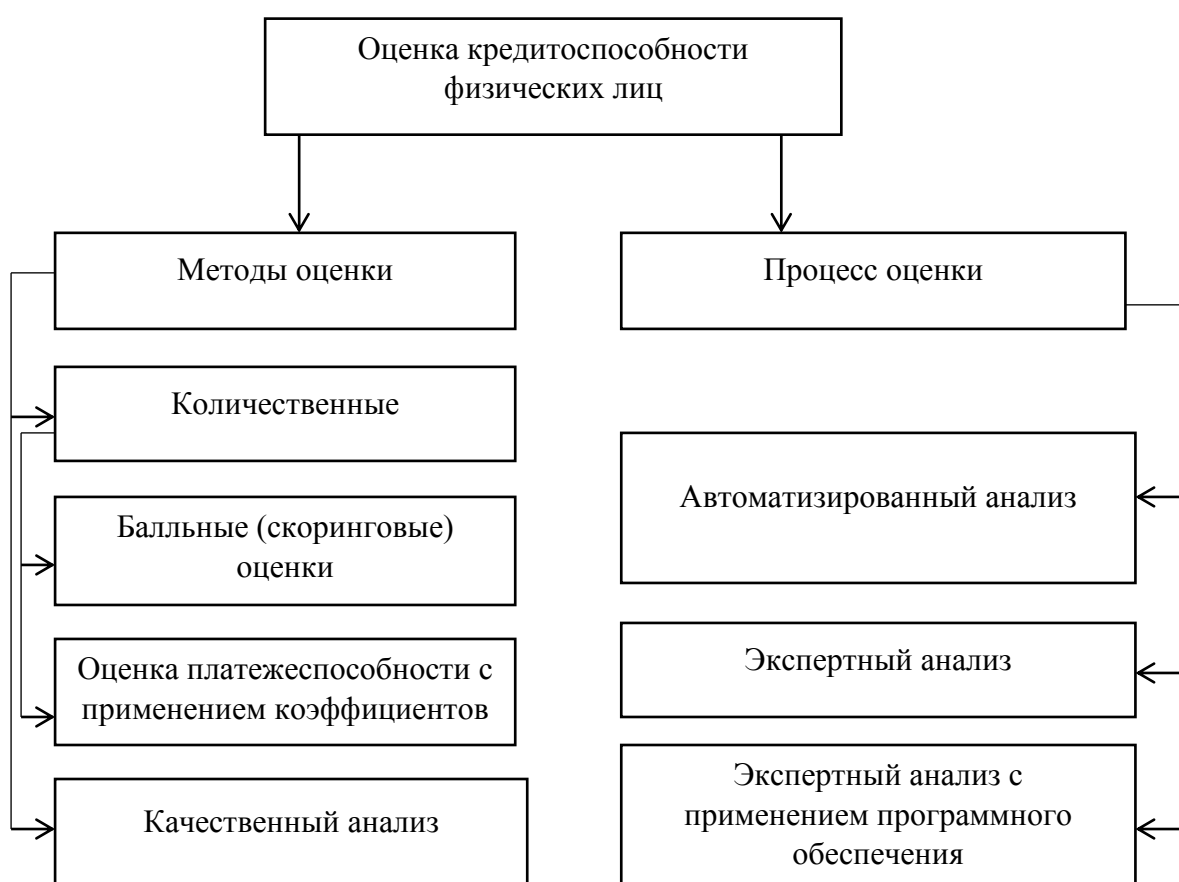 Оценка кредитоспособности
физических лиц
Методы оценки
Процесс оценки
Количественные
Балльные (скоринговые)
оценки
Оценка платежеспособности с
применением коэффициентов
Качественный анализ
Автоматизированный анализ
Экспертный анализ
Экспертный анализ с
применением программного
обеспечения